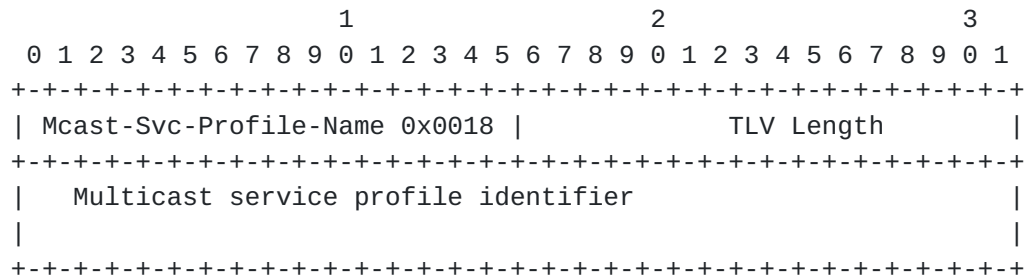 1                   2                   3
 0 1 2 3 4 5 6 7 8 9 0 1 2 3 4 5 6 7 8 9 0 1 2 3 4 5 6 7 8 9 0 1
+-+-+-+-+-+-+-+-+-+-+-+-+-+-+-+-+-+-+-+-+-+-+-+-+-+-+-+-+-+-+-+-+
| Mcast-Svc-Profile-Name 0x0018 |             TLV Length        |
+-+-+-+-+-+-+-+-+-+-+-+-+-+-+-+-+-+-+-+-+-+-+-+-+-+-+-+-+-+-+-+-+
|   Multicast service profile identifier                        |
|                                                               |
+-+-+-+-+-+-+-+-+-+-+-+-+-+-+-+-+-+-+-+-+-+-+-+-+-+-+-+-+-+-+-+-+